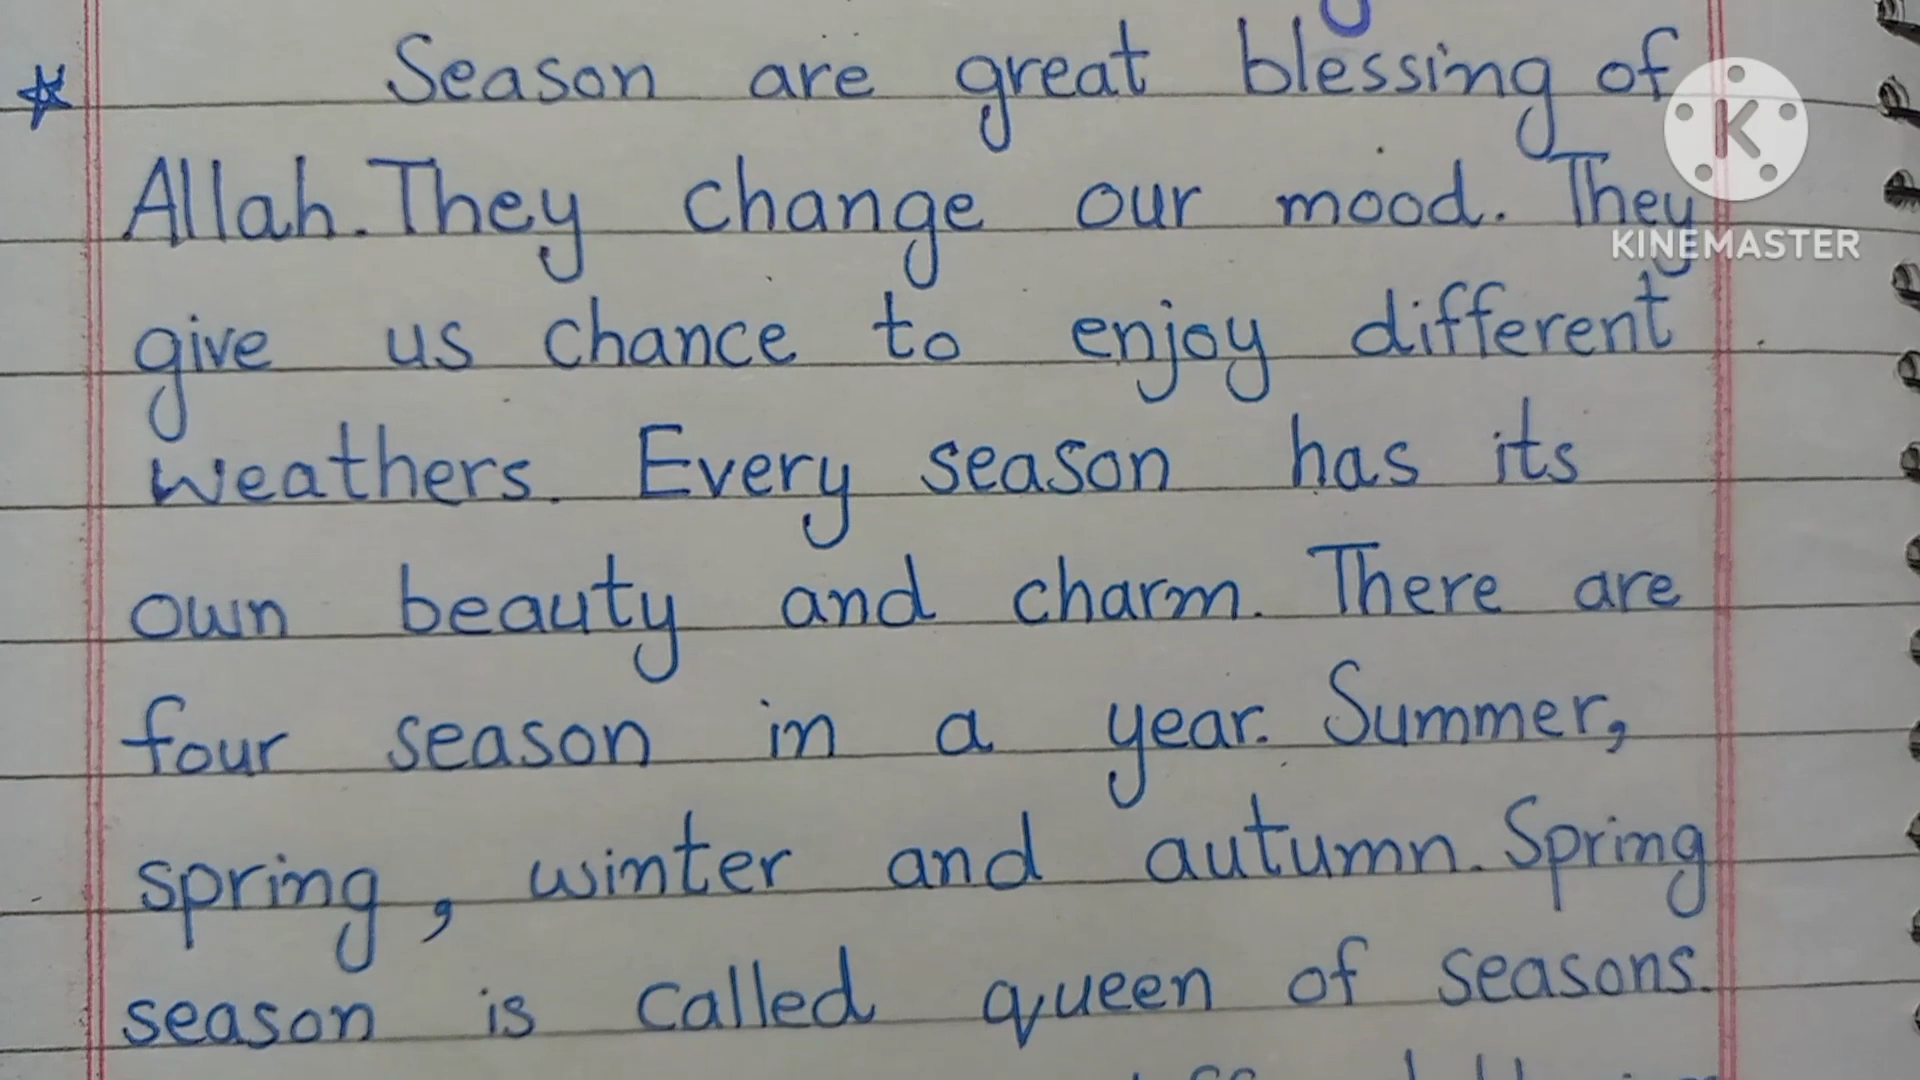 Season are great blessing of
Allah. They change our mood. They
KINEMASTER
give us chance to enjoy different
weathers. Every season has its
own beauty and charm. There are
four season in a year. Summer,
spring, winter and autumn. Spring
season is called queen of seasons.